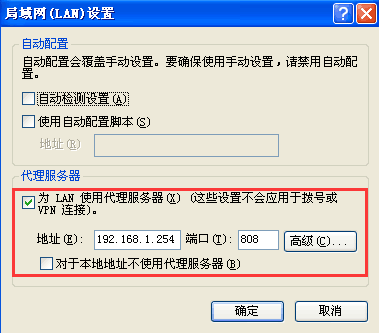 局域网(LAN)设置
自动配置
自动配置会覆盖手动设置。要确保使用手动设置，请禁用自动配
置。
自动检测设置(A)
使用自动配置脚本(S)
地址(R)
代理服务器
为 LAN 使用代理服务器(X) (这些设置不会应用于拨号或
VPN 连接)。
地址(E): 192.168.1.254 端口(T): 808 高级(C)...
对于本地地址不使用代理服务器(B)
确定 取消